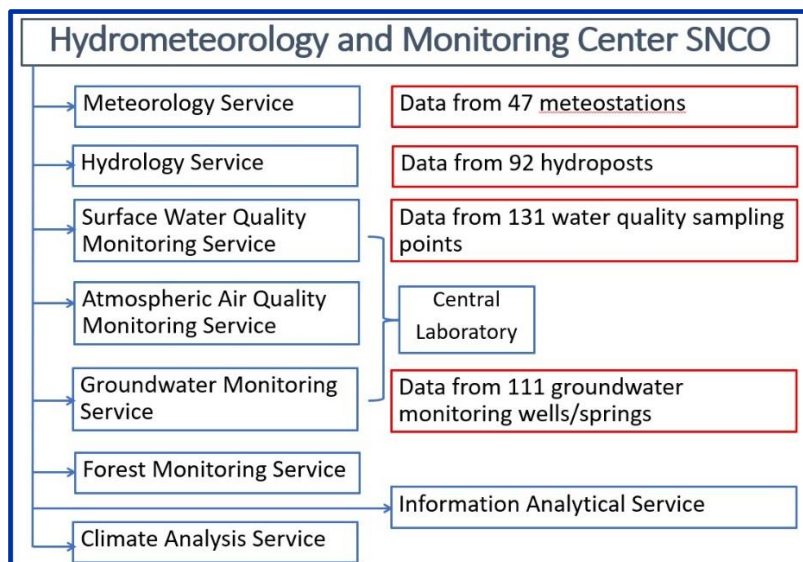 Hydrometeorology and Monitoring Center SNCO
Meteorology Service
Data from 47 meteostations
Hydrology Service
Data from 92 hydroposts
Surface Water Quality
Monitoring Service
Data from 131 water quality sampling
points
Atmospheric Air Quality
Monitoring Service
Central
Laboratory
Groundwater Monitoring
Service
Data from 111 groundwater
monitoring wells/springs
Forest Monitoring Service
Information Analytical Service
Climate Analysis Service